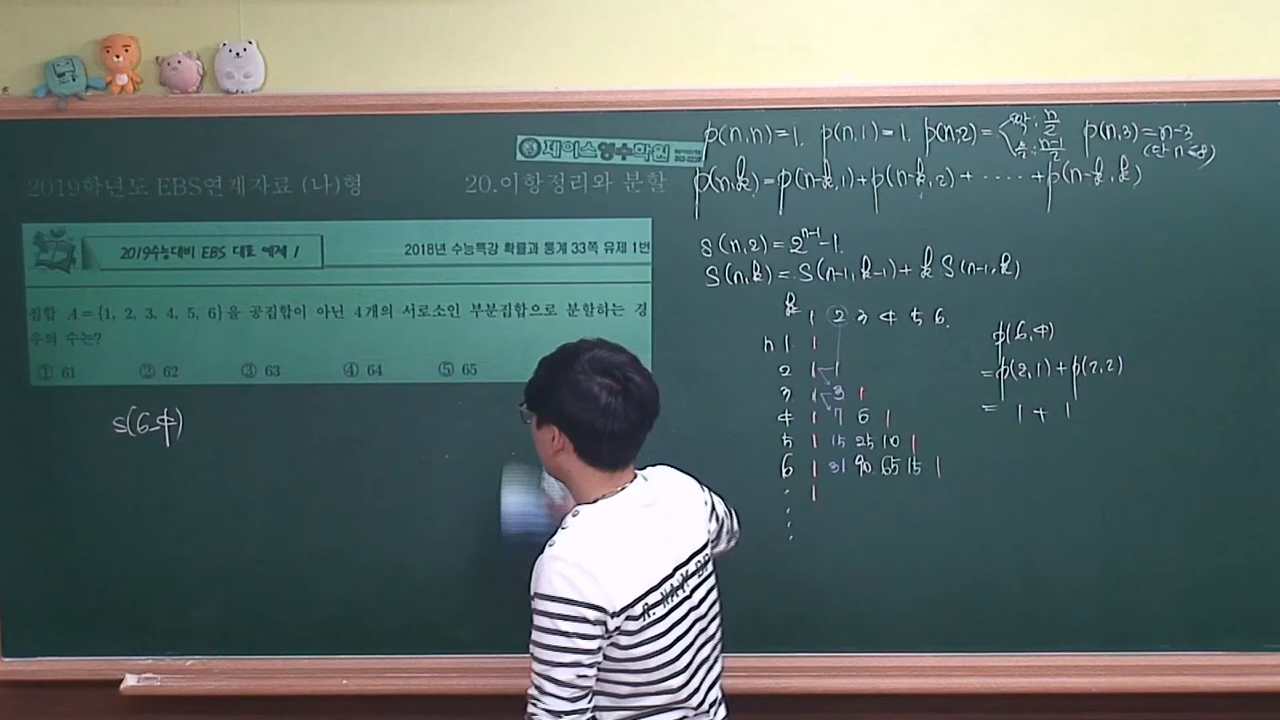 제이스영수학원
2019학년도 EBS연계자료 (나)형
20.이항정리와 분할
2019수능대비 EBS 대표 예제 1
2018년 수능특강 확률과 통계 33쪽 유제 1번
집합 A={1, 2, 3, 4, 5, 6}을 공집합이 아닌 4개의 서로소인 부분집합으로 분할하는 경
우의 수는?
① 61 ② 62 ③ 63 ④ 64 ⑤ 65
S(6,4)
p(n,n)=1. p(n,1)=1. p(n,2)= n/2 n-1/2 p(n,3)=n-3
p(n,k)=p(n-k,1)+p(n-k,2)+·····+p(n-k,k)
S(n,2)=2^(n-1)-1.
S(n,k)=S(n-1,k-1)+k S(n-1,k)
k 1 2 3 4 5 6.
n 1 1
2 1 1
3 1 3 1
4 1 7 6 1
5 1 15 25 10 1
6 1 31 90 65 15 1
1
p(6,4)
=p(2,1)+p(2,2)
= 1 + 1